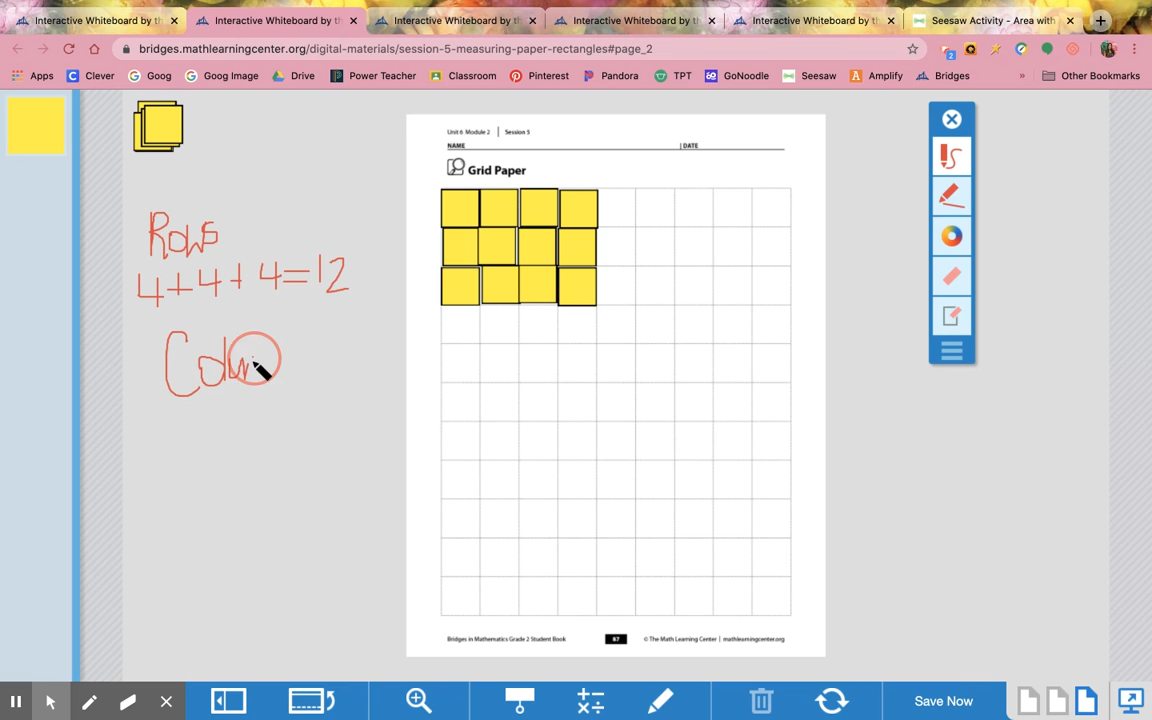 Interactive Whiteboard by th
Interactive Whiteboard by th
Interactive Whiteboard by th
Interactive Whiteboard by th
Interactive Whiteboard by th
Seesaw Activity - Area with
bridges.mathlearningcenter.org/digital-materials/session-5-measuring-paper-rectangles#page_2
2
Apps
Clever
Goog
Goog Image
Drive
Power Teacher
Classroom
Pinterest
Pandora
TPT
GoNoodle
Seesaw
Amplify
Bridges
»
Other Bookmarks
Unit 6 Module 2 | Session 5
NAME | DATE
Grid Paper
Rows
4+4+4=12
Colu
Bridges in Mathematics Grade 2 Student Book
87
© The Math Learning Center | mathlearningcenter.org
Save Now